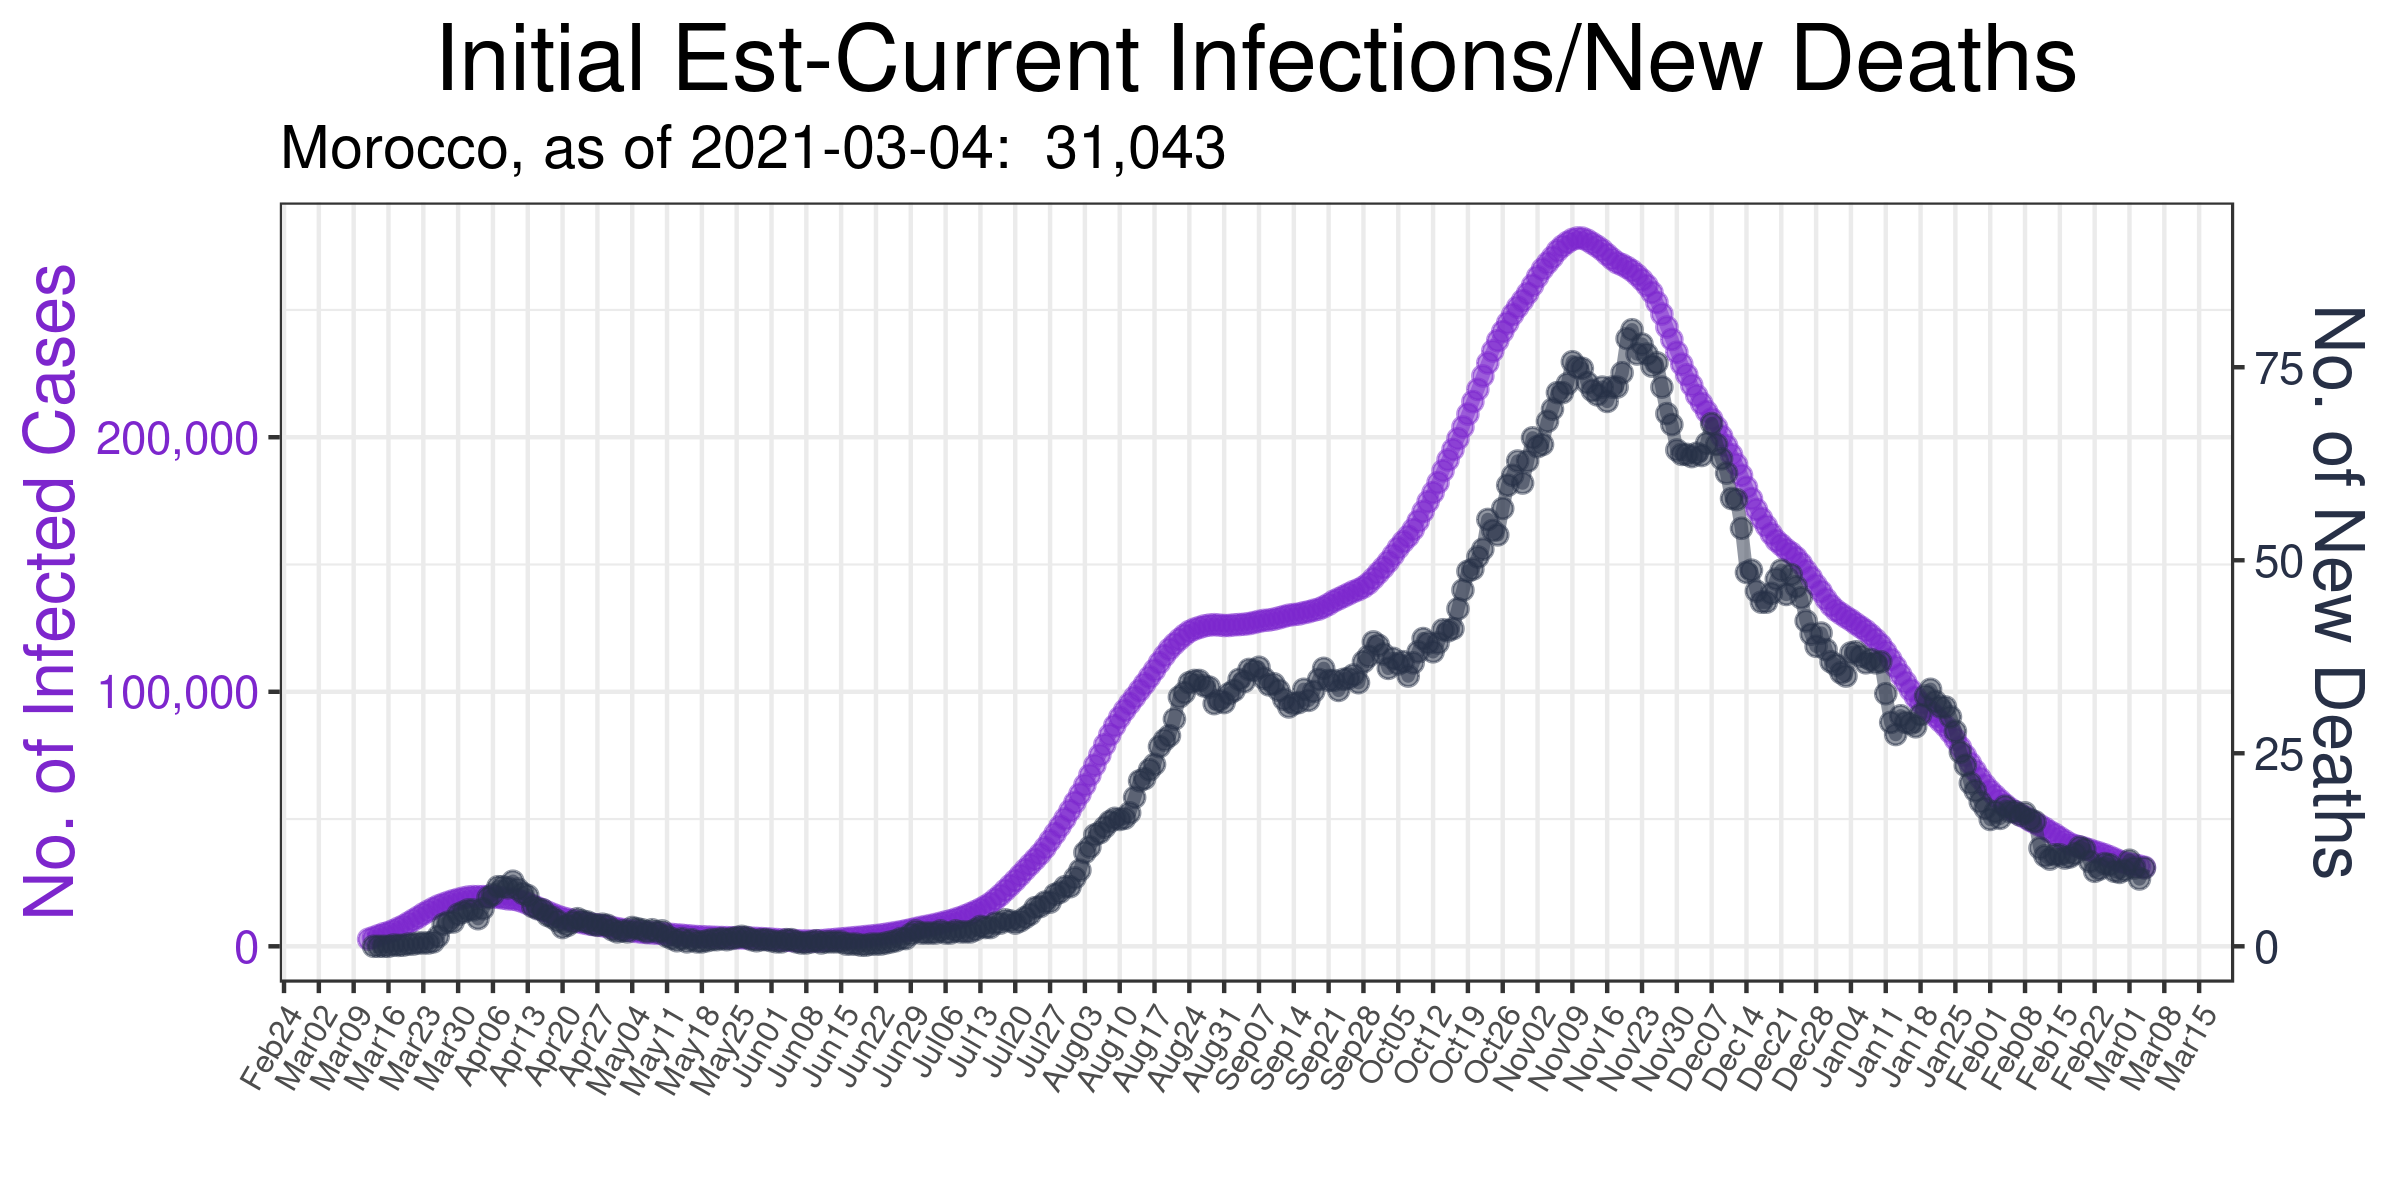 Initial Est-Current Infections/New Deaths
Morocco, as of 2021-03-04:  31,043
No. of Infected Cases
200,000
100,000
0
75
50
25
0
No. of New Deaths
Feb24
Mar02
Mar09
Mar16
Mar23
Mar30
Apr06
Apr13
Apr20
Apr27
May04
May11
May18
May25
Jun01
Jun08
Jun15
Jun22
Jun29
Jul06
Jul13
Jul20
Jul27
Aug03
Aug10
Aug17
Aug24
Aug31
Sep07
Sep14
Sep21
Sep28
Oct05
Oct12
Oct19
Oct26
Nov02
Nov09
Nov16
Nov23
Nov30
Dec07
Dec14
Dec21
Dec28
Jan04
Jan11
Jan18
Jan25
Feb01
Feb08
Feb15
Feb22
Mar01
Mar08
Mar15